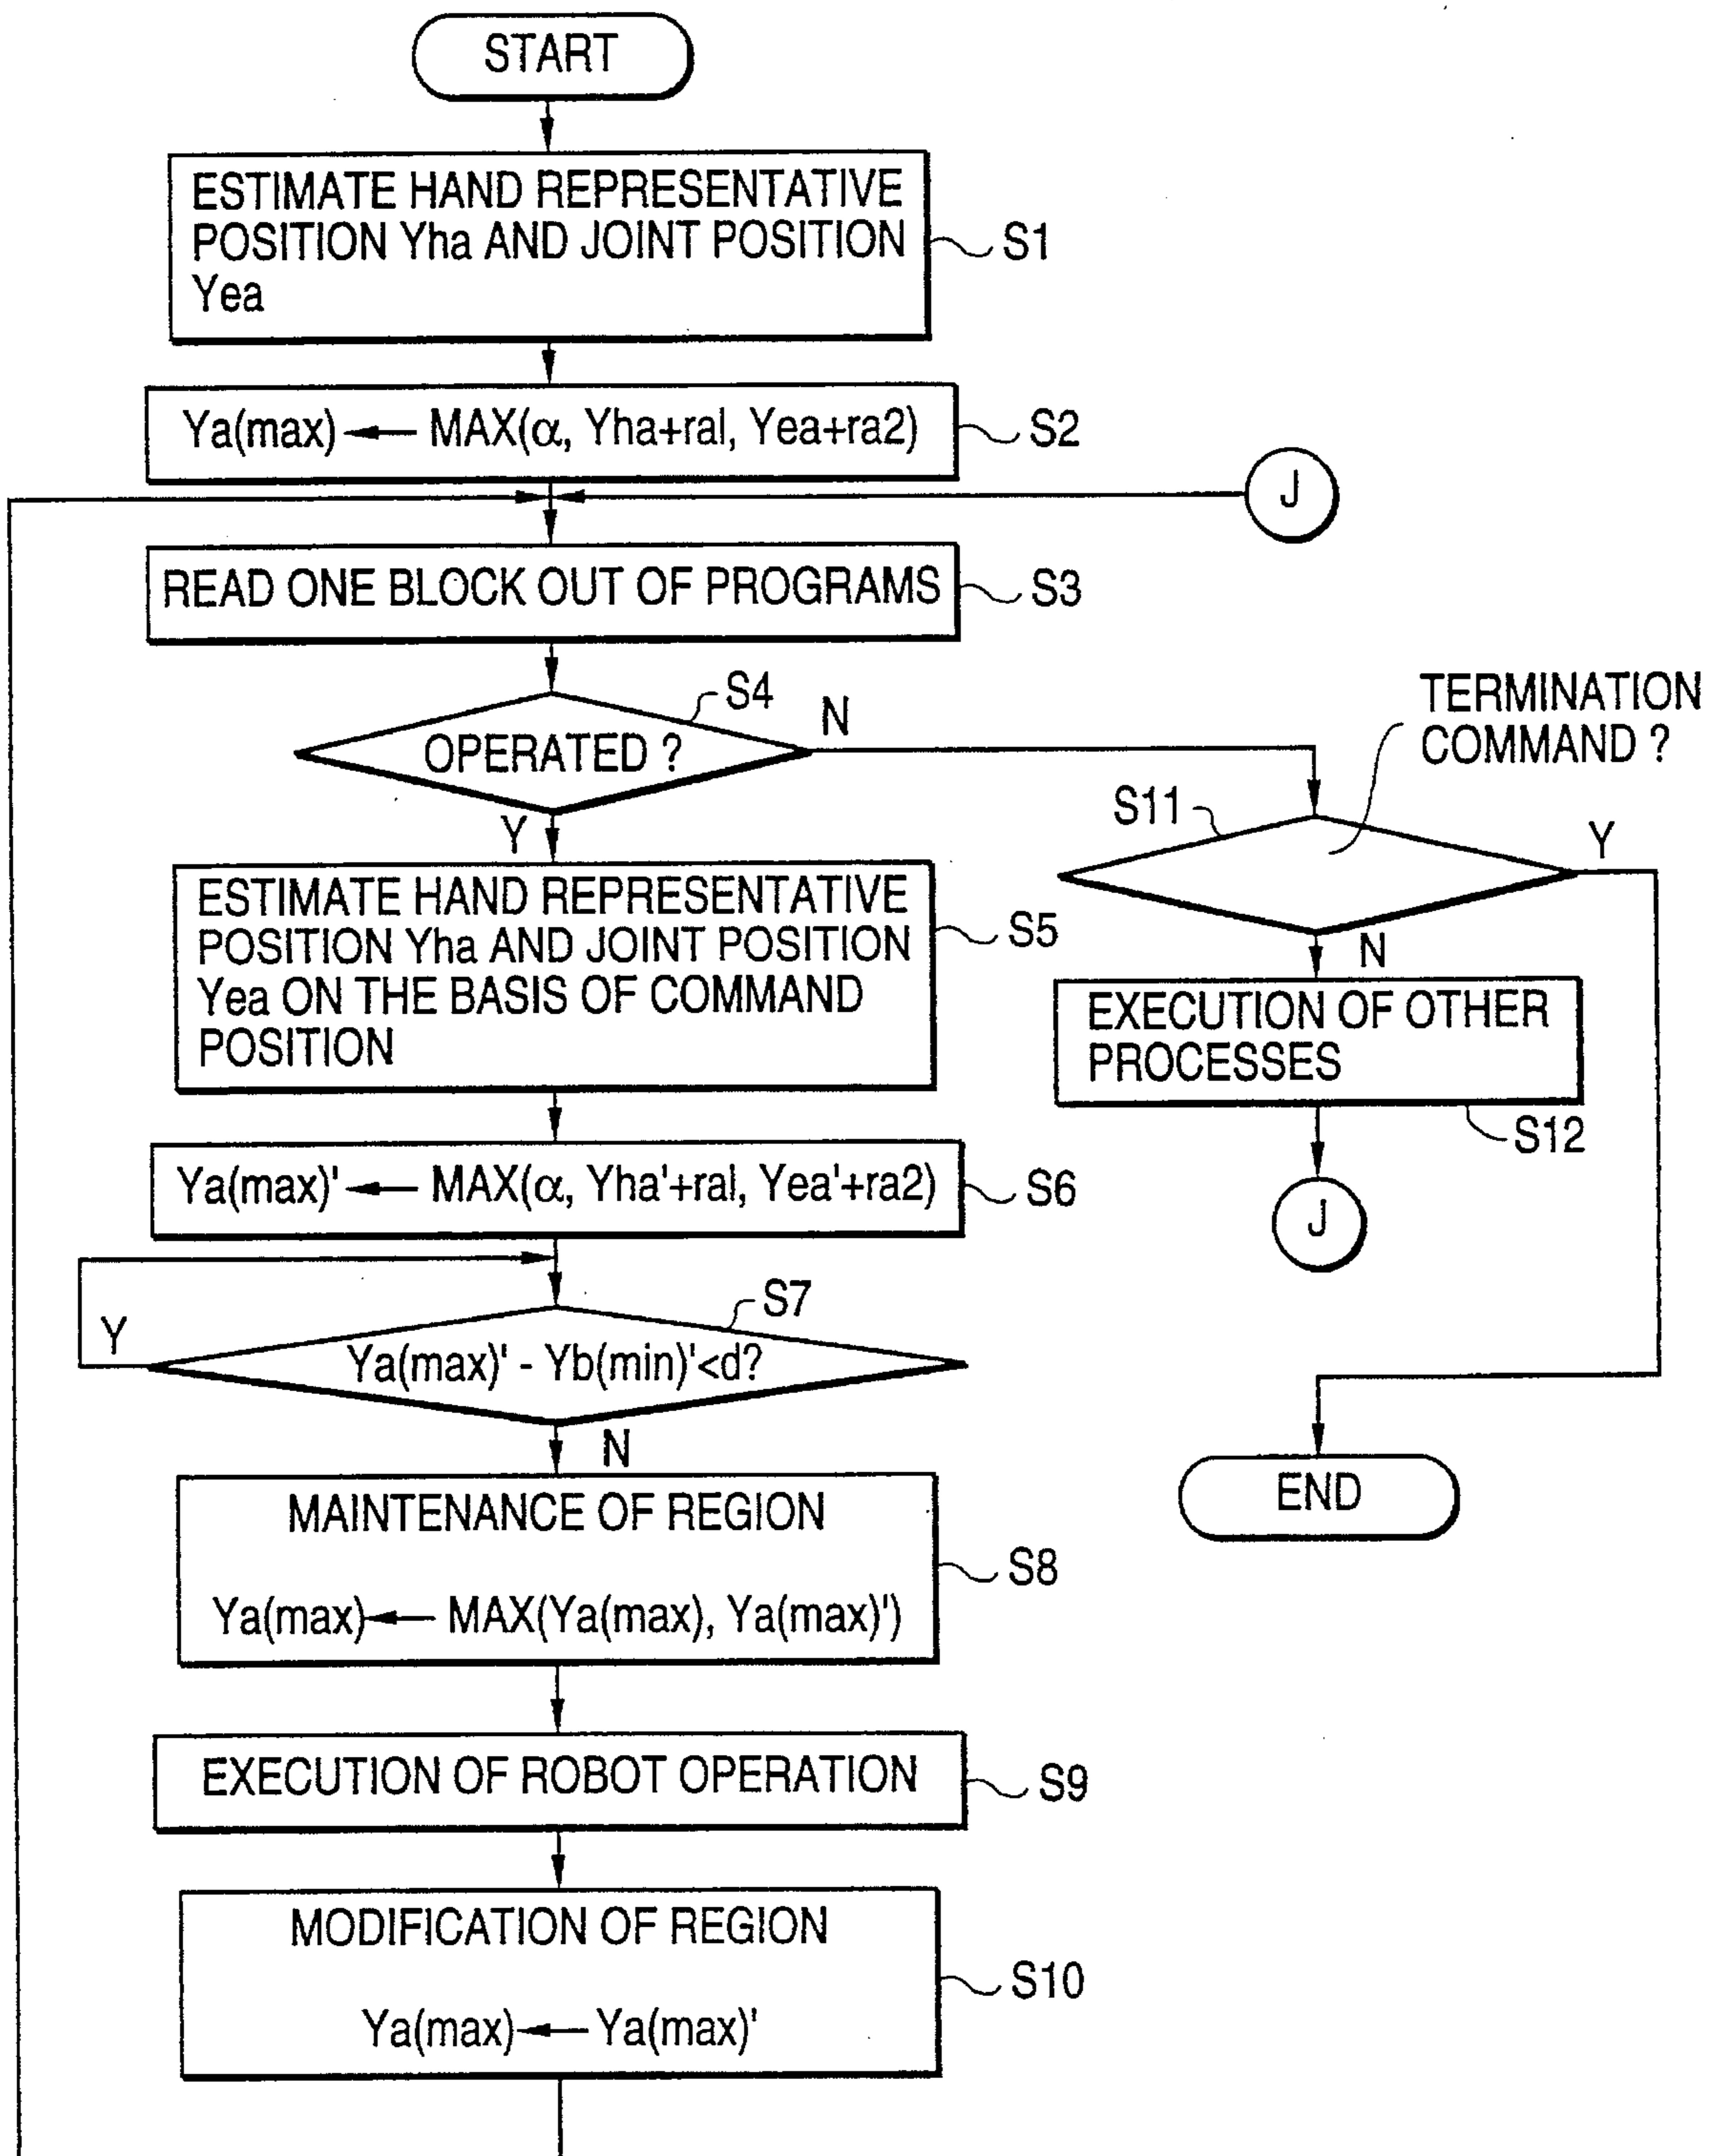 START
ESTIMATE HAND REPRESENTATIVE
POSITION Yha AND JOINT POSITION
Yea
S1
Ya(max) ← MAX(α, Yha+ral, Yea+ra2)
S2
J
READ ONE BLOCK OUT OF PROGRAMS
S3
S4
OPERATED ?
N
Y
TERMINATION
COMMAND ?
S11
Y
N
ESTIMATE HAND REPRESENTATIVE
POSITION Yha AND JOINT POSITION
Yea ON THE BASIS OF COMMAND
POSITION
S5
EXECUTION OF OTHER
PROCESSES
S12
J
Ya(max)' ← MAX(α, Yha'+ral, Yea'+ra2)
S6
S7
Y
Ya(max)' - Yb(min)'<d?
N
MAINTENANCE OF REGION
Ya(max) ← MAX(Ya(max), Ya(max)')
S8
END
EXECUTION OF ROBOT OPERATION
S9
MODIFICATION OF REGION
Ya(max) ← Ya(max)'
S10